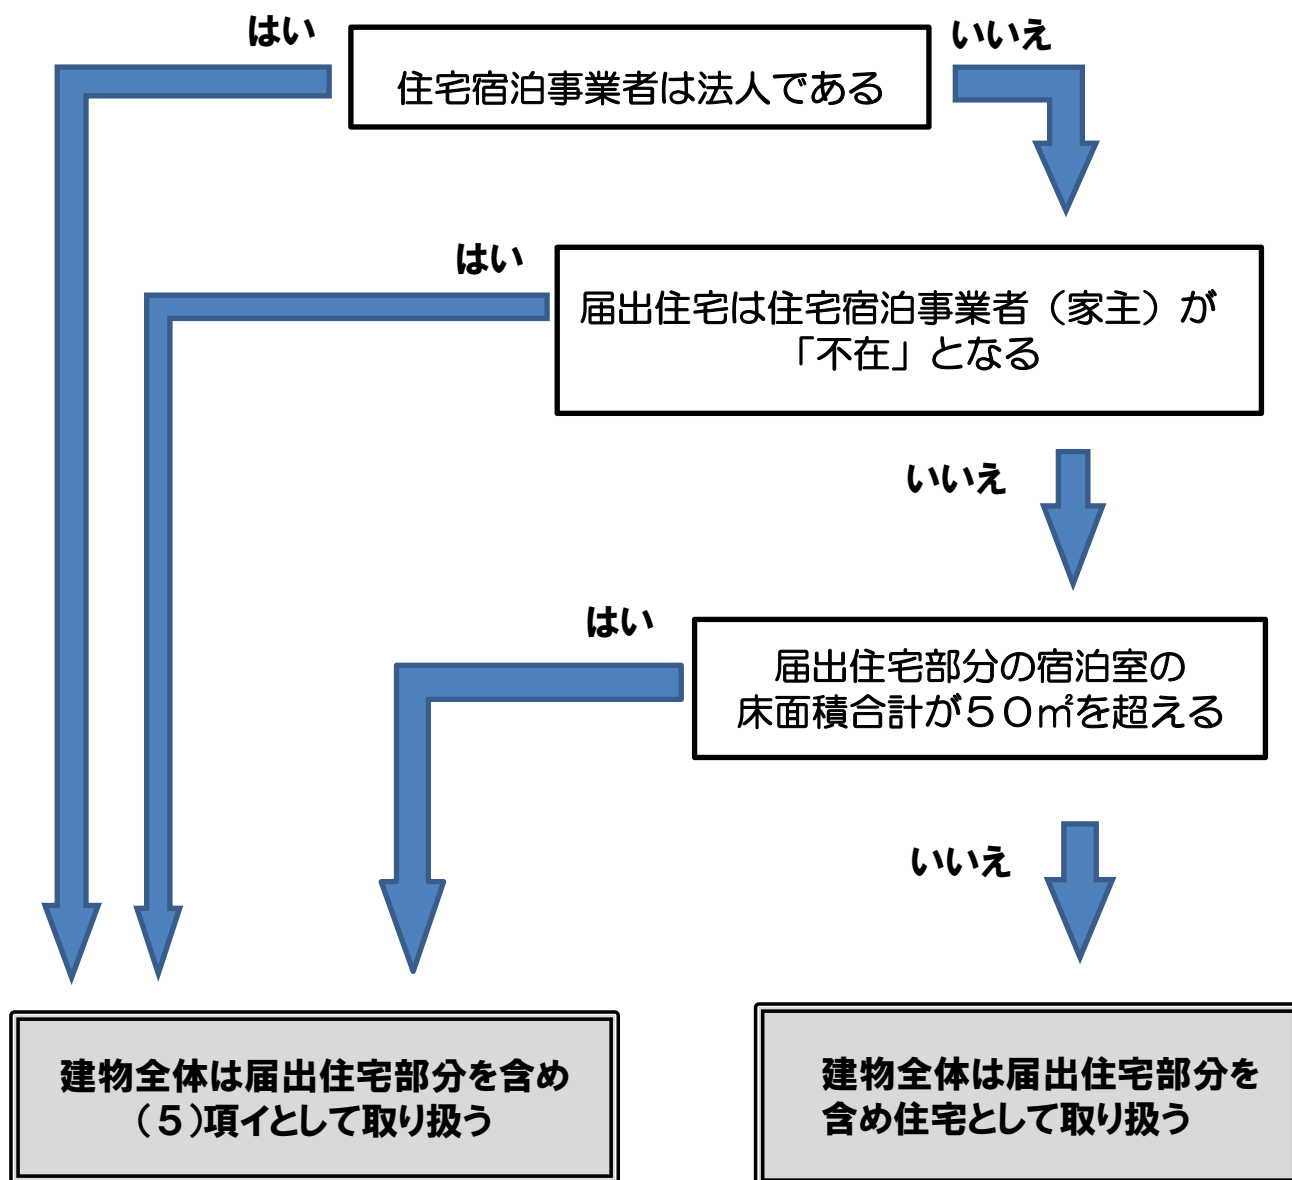 はい
いいえ
住宅宿泊事業者は法人である
はい
届出住宅は住宅宿泊事業者（家主）が
「不在」となる
いいえ
はい
届出住宅部分の宿泊室の
床面積合計が５０㎡を超える
いいえ
建物全体は届出住宅部分を含め
（５）項イとして取り扱う
建物全体は届出住宅部分を
含め住宅として取り扱う